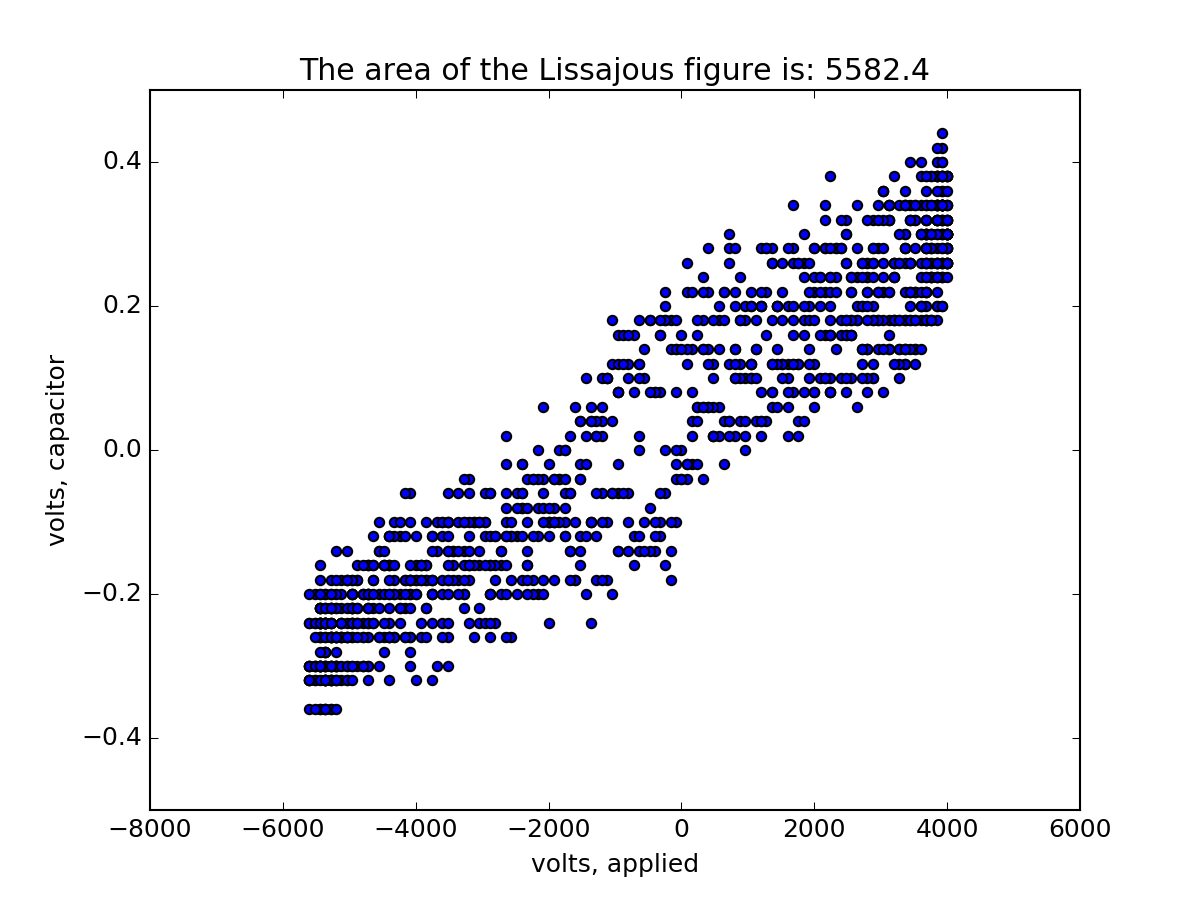 The area of the Lissajous figure is: 5582.4
0.4
0.2
0.0
−0.2
−0.4
volts, capacitor
−8000 −6000 −4000 −2000 0 2000 4000 6000
volts, applied